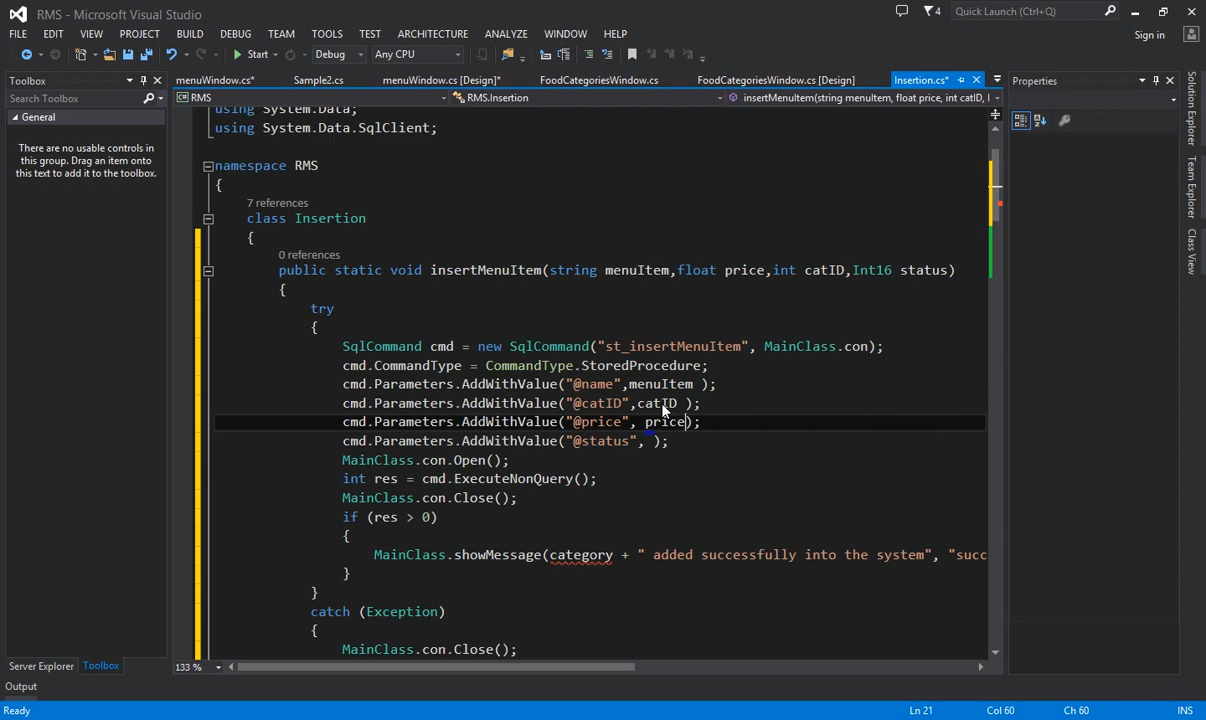 RMS - Microsoft Visual Studio
4
Quick Launch (Ctrl+Q)
FILE EDIT VIEW PROJECT BUILD DEBUG TEAM TOOLS TEST ARCHITECTURE ANALYZE WINDOW HELP
Sign in
Start Debug Any CPU
Toolbox
menuWindow.cs* Sample2.cs menuWindow.cs [Design]* FoodCategoriesWindow.cs FoodCategoriesWindow.cs [Design] Insertion.cs*
Properties
Search Toolbox
RMS RMS.Insertion insertMenuItem(string menuItem, float price, int catID, I
General
There are no usable controls in
this group. Drag an item onto
this text to add it to the toolbox.
using System.Data;
using System.Data.SqlClient;
namespace RMS
{
7 references
class Insertion
{
0 references
public static void insertMenuItem(string menuItem,float price,int catID,Int16 status)
{
try
{
SqlCommand cmd = new SqlCommand("st_insertMenuItem", MainClass.con);
cmd.CommandType = CommandType.StoredProcedure;
cmd.Parameters.AddWithValue("@name",menuItem );
cmd.Parameters.AddWithValue("@catID",catID );
cmd.Parameters.AddWithValue("@price", price);
cmd.Parameters.AddWithValue("@status", );
MainClass.con.Open();
int res = cmd.ExecuteNonQuery();
MainClass.con.Close();
if (res > 0)
{
MainClass.showMessage(category + " added successfully into the system", "succ
}
}
catch (Exception)
{
MainClass.con.Close();
133 %
Solution Explorer
Team Explorer
Class View
Server Explorer Toolbox
Output
Ready
Ln 21 Col 60 Ch 60 INS